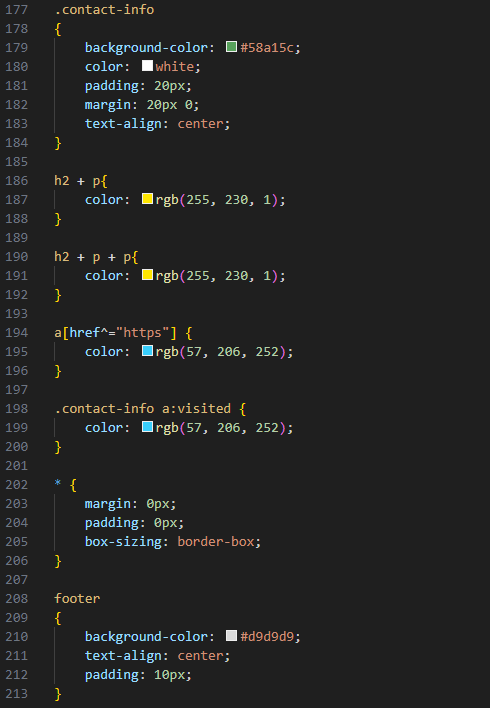 177 .contact-info
178 {
179     background-color: #58a15c;
180     color: white;
181     padding: 20px;
182     margin: 20px 0;
183     text-align: center;
184 }
185
186 h2 + p{
187     color: rgb(255, 230, 1);
188 }
189
190 h2 + p + p{
191     color: rgb(255, 230, 1);
192 }
193
194 a[href^="https"] {
195     color: rgb(57, 206, 252);
196 }
197
198 .contact-info a:visited {
199     color: rgb(57, 206, 252);
200 }
201
202 * {
203     margin: 0px;
204     padding: 0px;
205     box-sizing: border-box;
206 }
207
208 footer
209 {
210     background-color: #d9d9d9;
211     text-align: center;
212     padding: 10px;
213 }